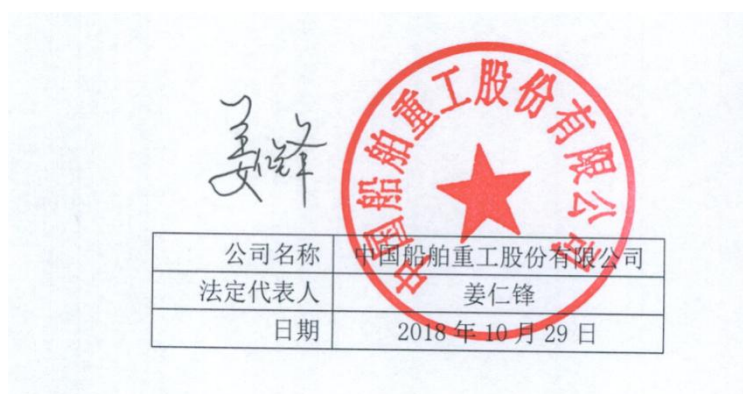 姜仁锋
中国船舶重工股份有限公司
公司名称 中国船舶重工股份有限公司
法定代表人 姜仁锋
日期 2018 年 10 月 29 日